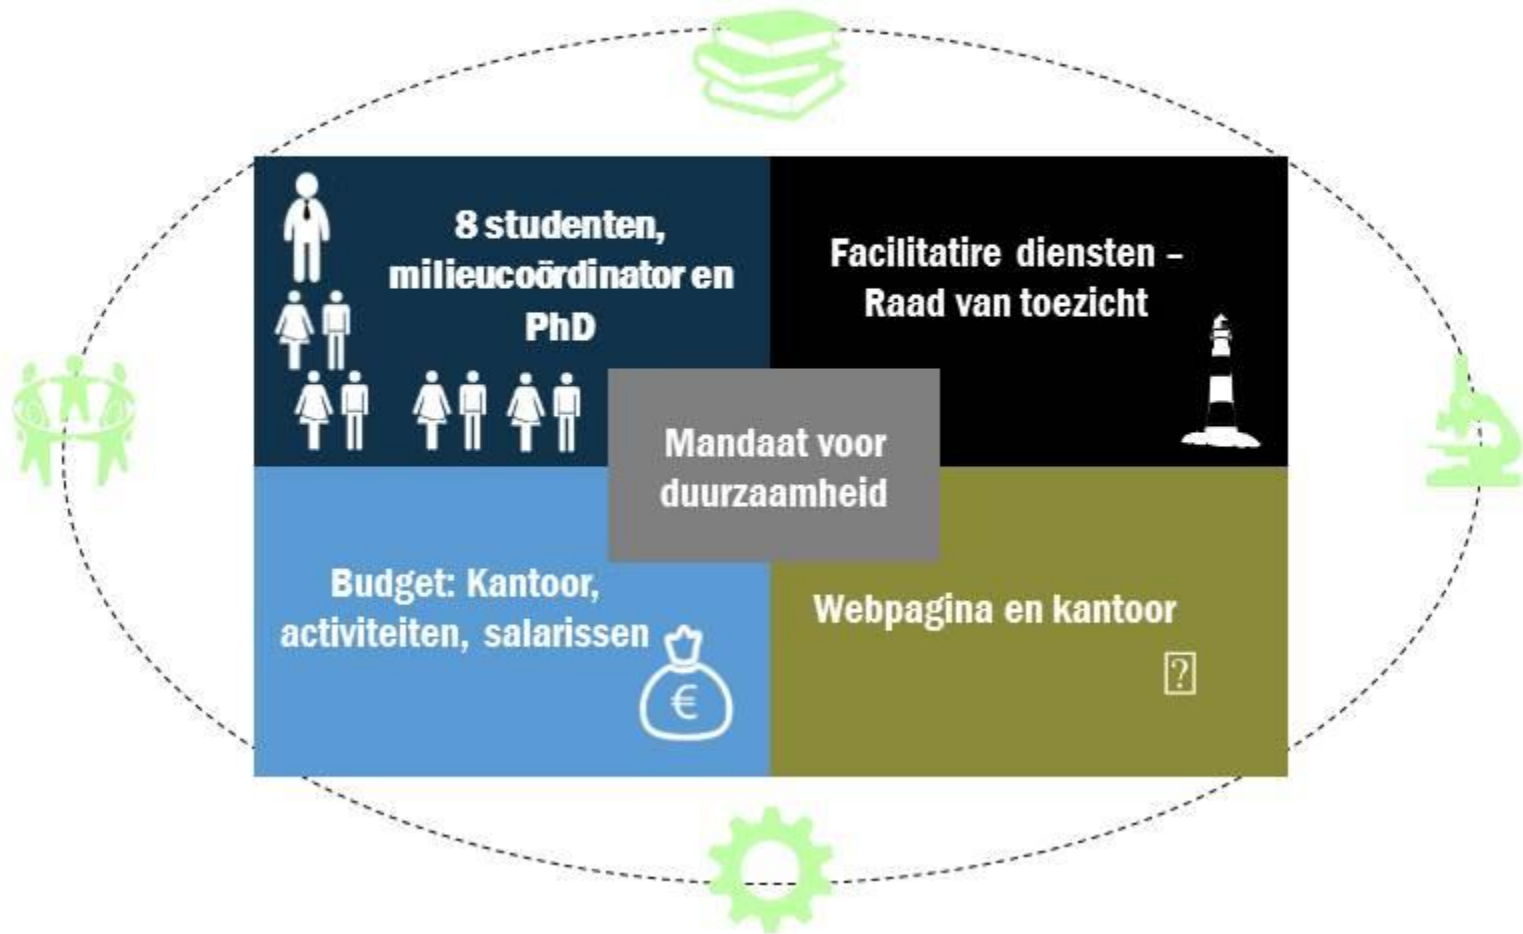 8 studenten,
milieucoördinator en
PhD
Facilitatire diensten –
Raad van toezicht
Mandaat voor
duurzaamheid
Budget: Kantoor,
activiteiten, salarissen
€
Webpagina en kantoor
?